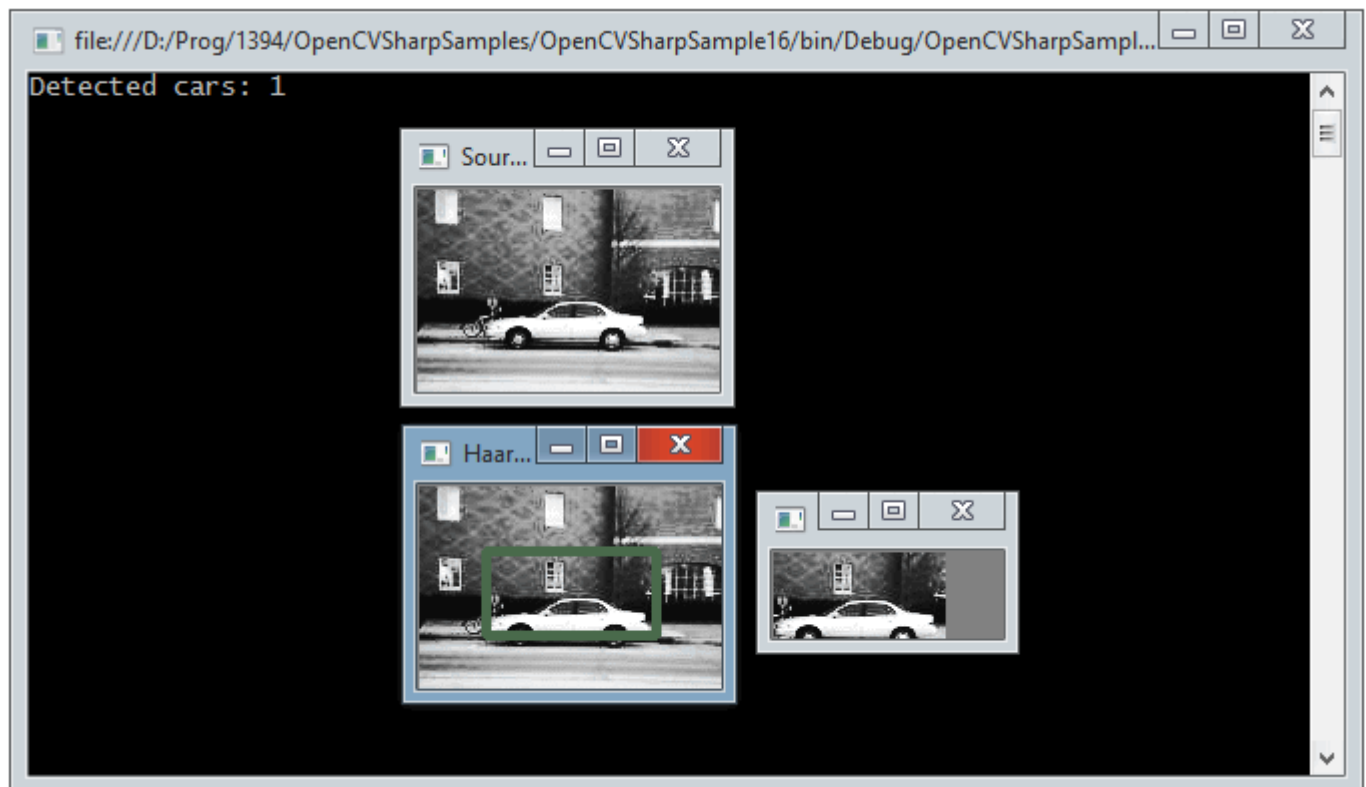 file:///D:/Prog/1394/OpenCVSharpSamples/OpenCVSharpSample16/bin/Debug/OpenCVSharpSampl...
Detected cars: 1
Sour...
Haar...